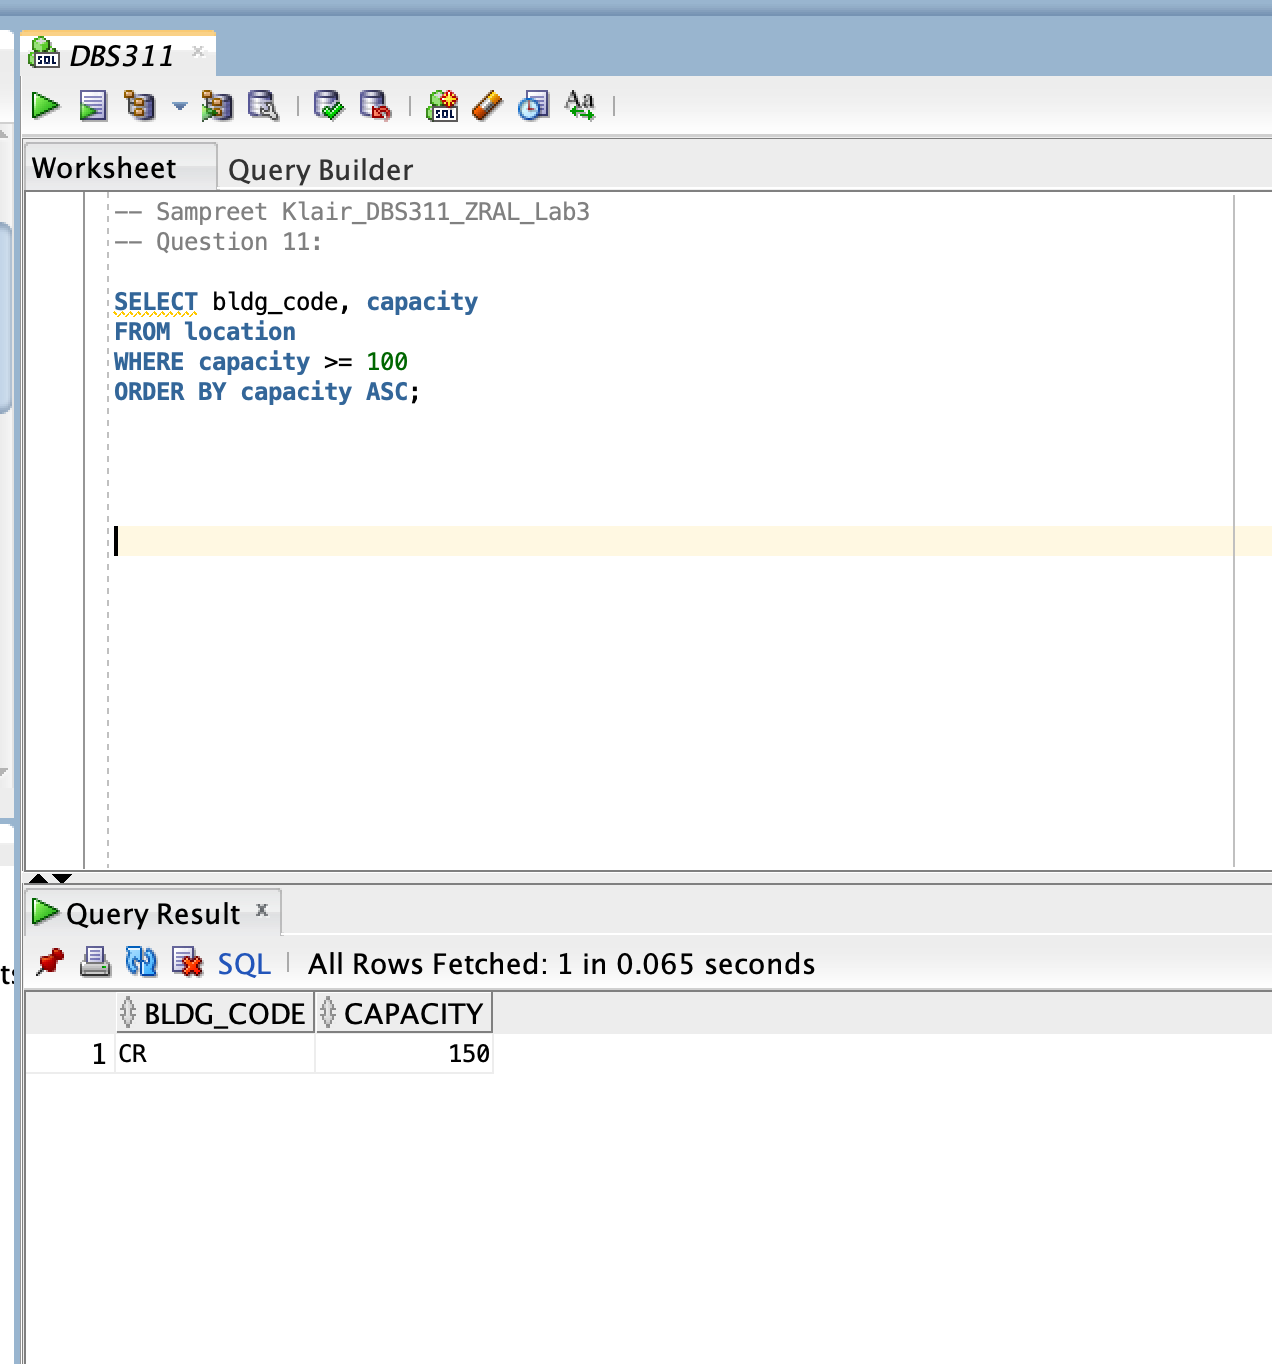 DBS311
Worksheet
Query Builder
-- Sampreet Klair_DBS311_ZRAL_Lab3
-- Question 11:
SELECT bldg_code, capacity
FROM location
WHERE capacity >= 100
ORDER BY capacity ASC;
Query Result
SQL
All Rows Fetched: 1 in 0.065 seconds
BLDG_CODE CAPACITY
1 CR 150